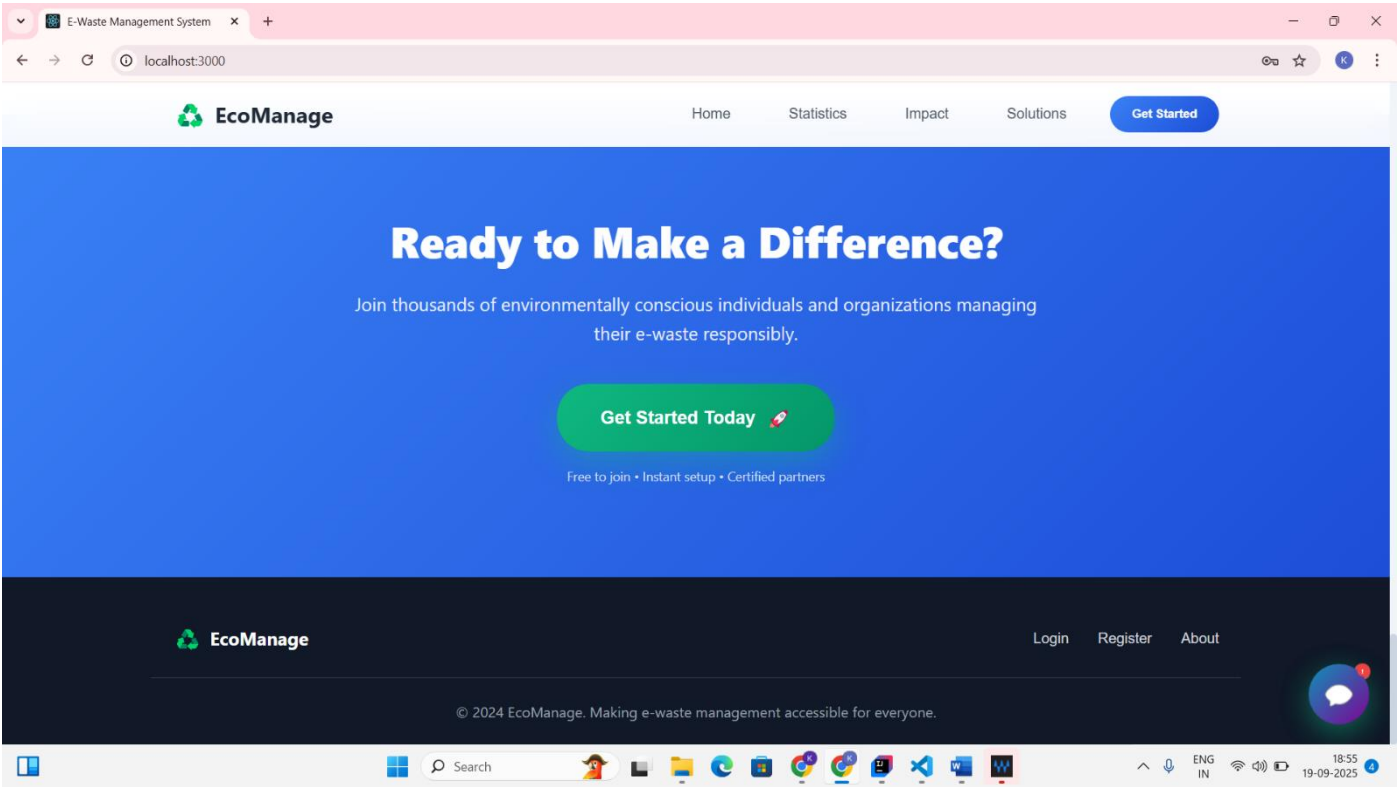 E-Waste Management System
localhost:3000
K
EcoManage
Home
Statistics
Impact
Solutions
Get Started
Ready to Make a Difference?
Join thousands of environmentally conscious individuals and organizations managing
their e-waste responsibly.
Get Started Today
Free to join • Instant setup • Certified partners
EcoManage
Login
Register
About
1
© 2024 EcoManage. Making e-waste management accessible for everyone.
Search
ENG
IN
18:55
19-09-2025
4